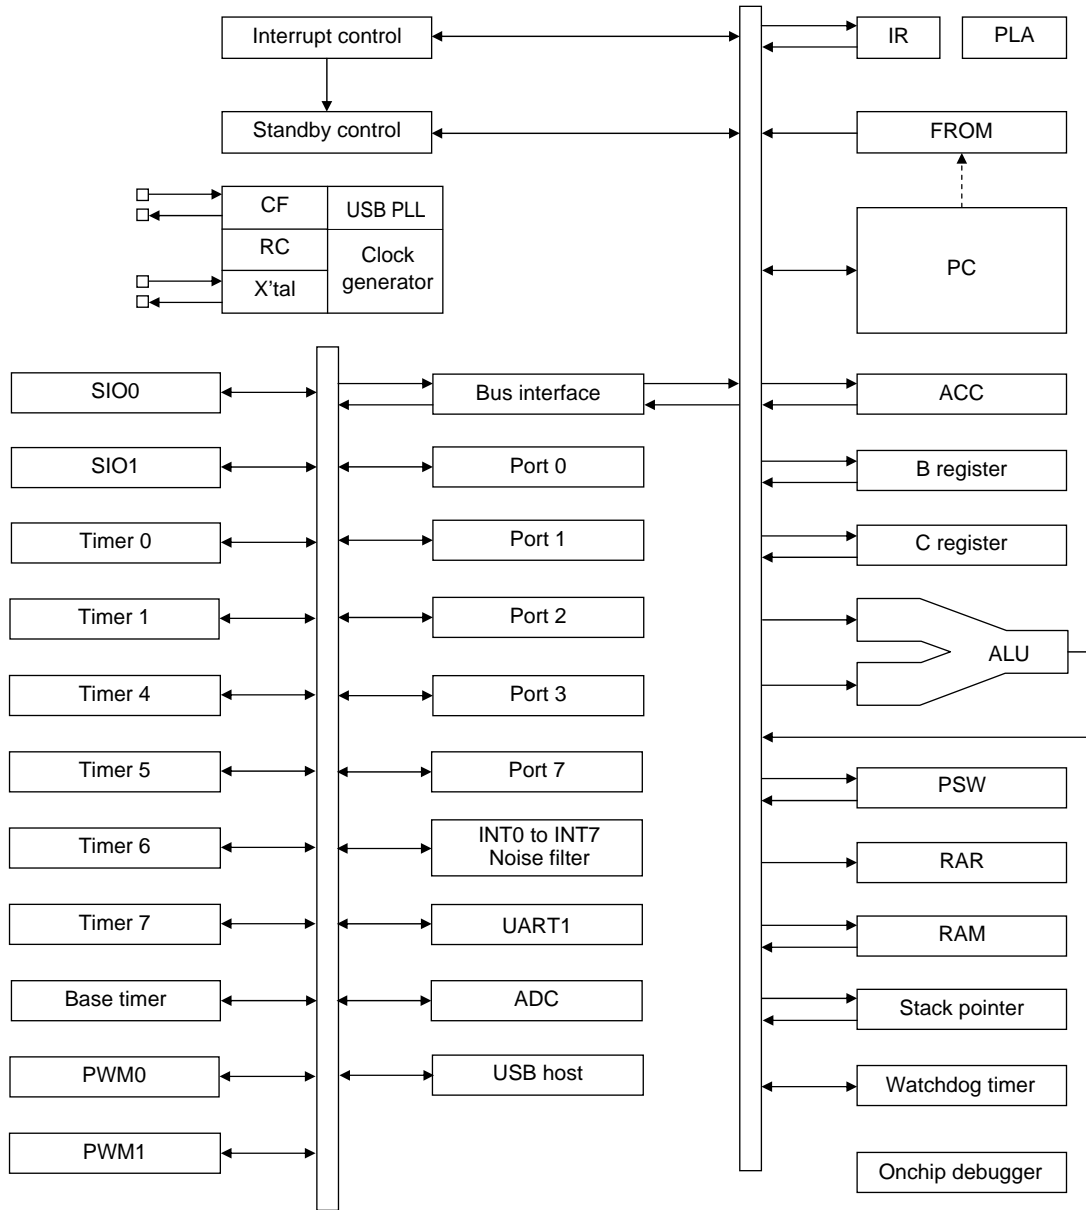 Interrupt control
IR
PLA
Standby control
FROM
CF
USB PLL
RC
Clock
generator
X'tal
PC
SIO0
Bus interface
ACC
SIO1
Port 0
B register
Timer 0
Port 1
C register
Timer 1
Port 2
ALU
Timer 4
Port 3
Timer 5
Port 7
PSW
Timer 6
INT0 to INT7
Noise filter
RAR
Timer 7
UART1
RAM
Base timer
ADC
Stack pointer
PWM0
USB host
Watchdog timer
PWM1
Onchip debugger